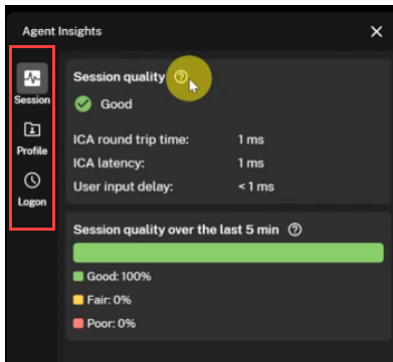 Agent Insights
Session
Profile
Logon
Session quality
Good
ICA round trip time: 1 ms
ICA latency: 1 ms
User input delay: < 1 ms
Session quality over the last 5 min
Good: 100%
Fair: 0%
Poor: 0%